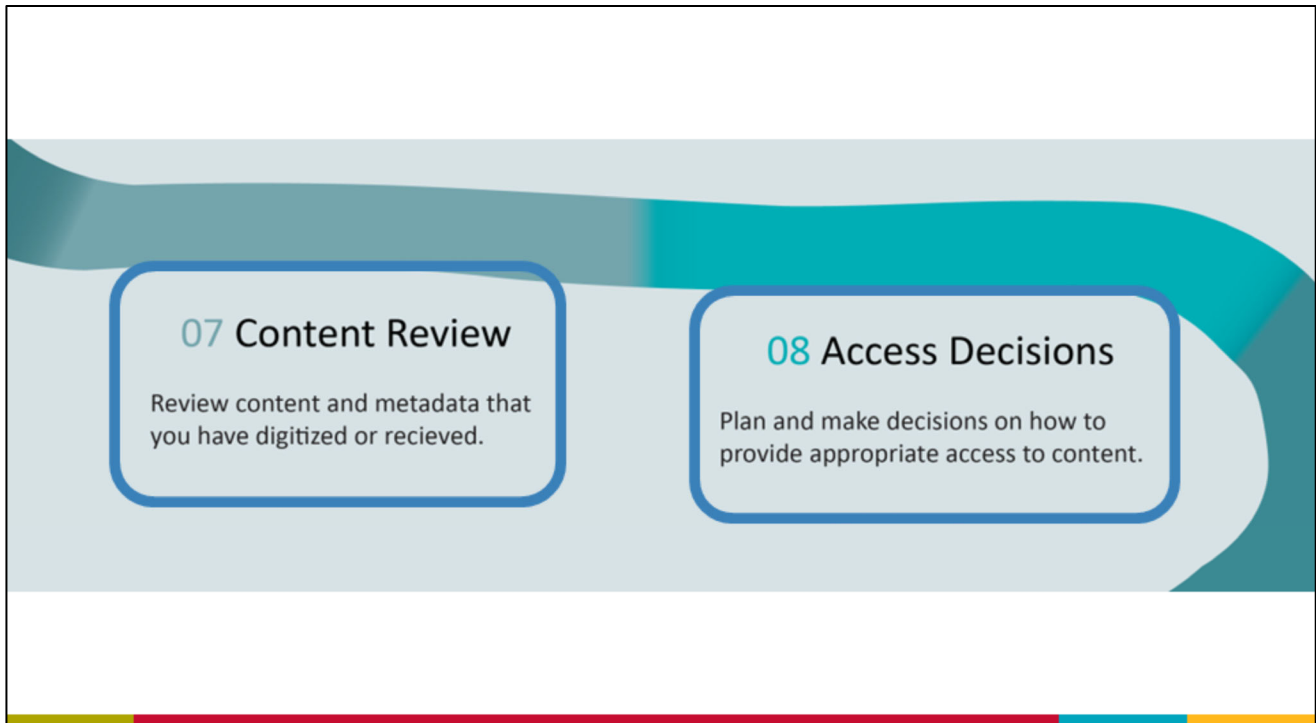 07 Content Review
Review content and metadata that
you have digitized or recieved.
08 Access Decisions
Plan and make decisions on how to
provide appropriate access to content.